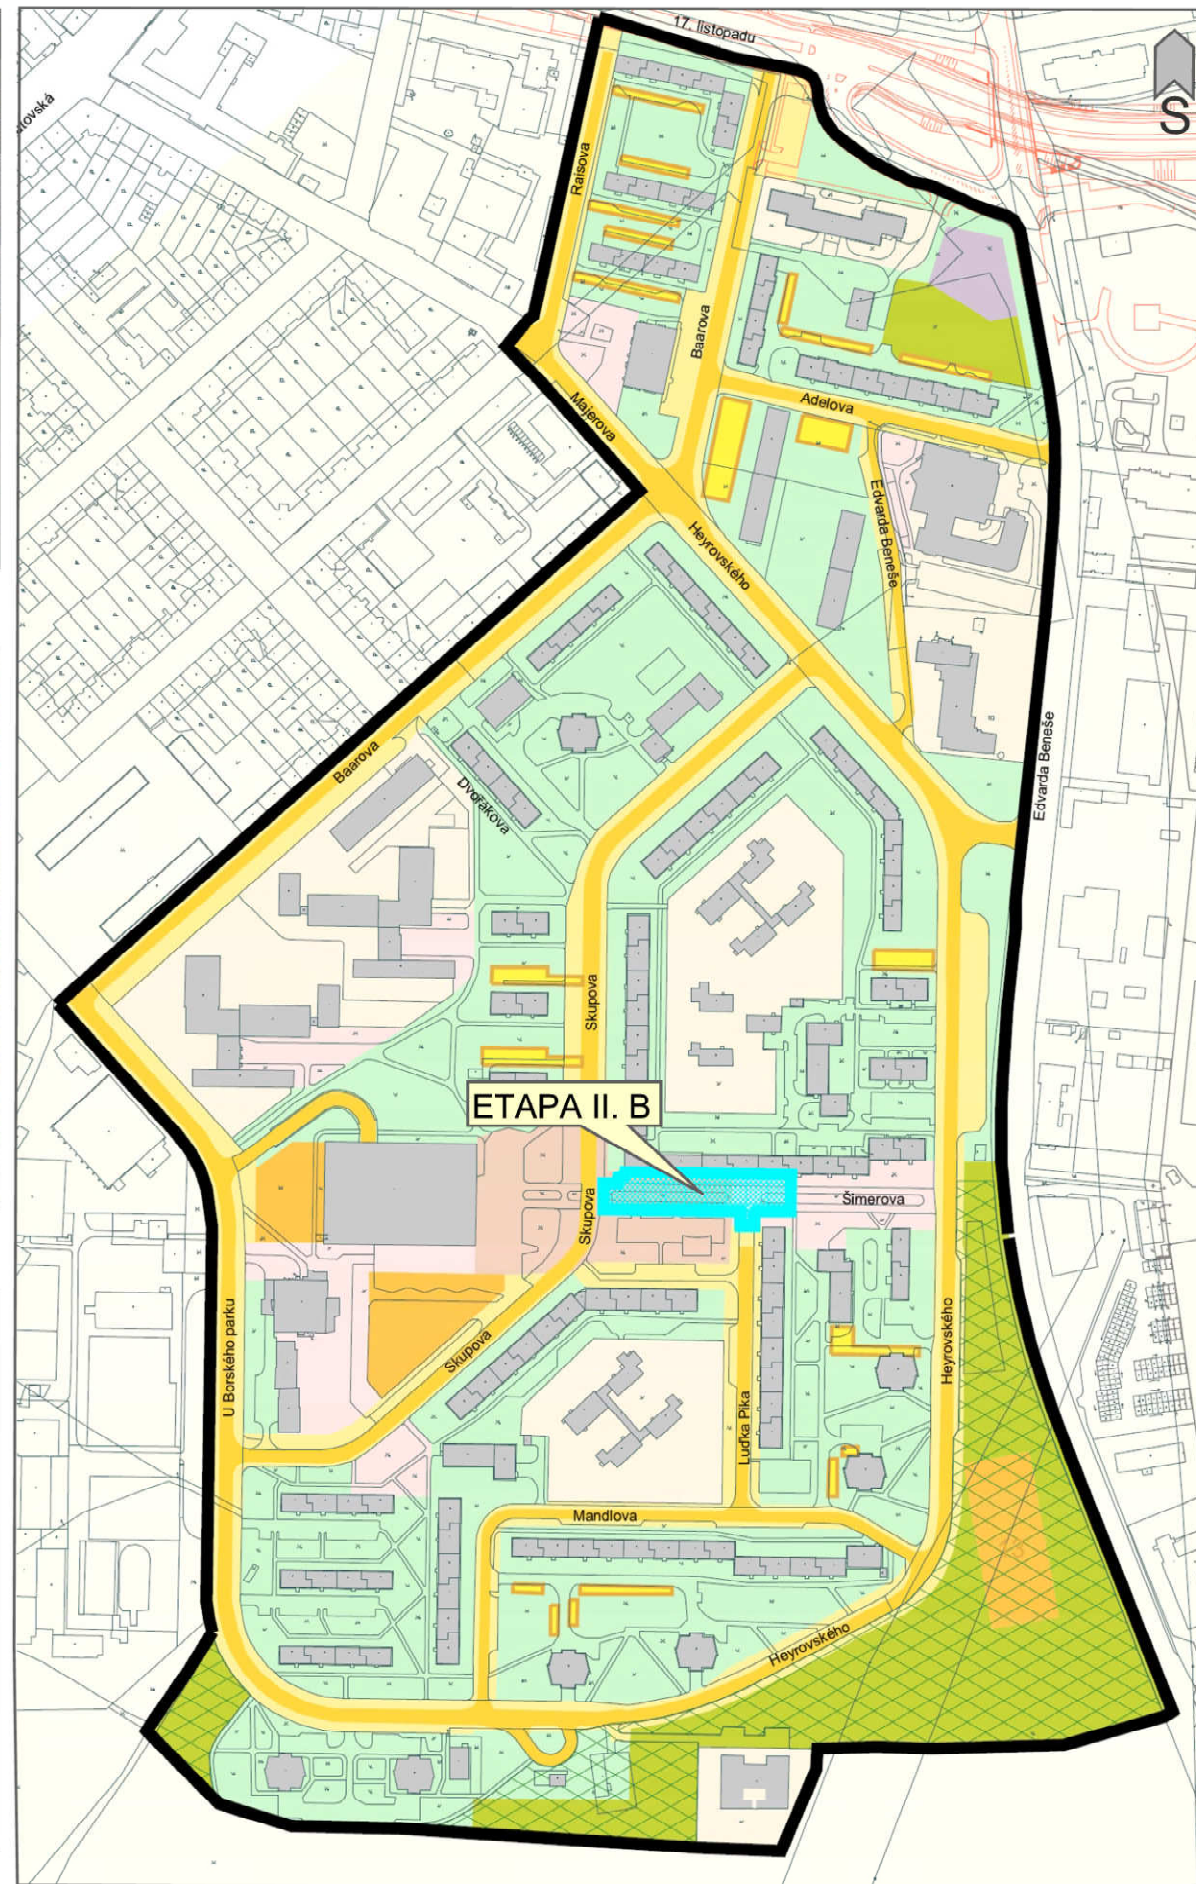 17. listopadu
S
Raisova
Baarova
Majerova
Adelova
Edvarda Beneše
Heyrovského
Edvarda Beneše
Baarova
Dvořákova
Skupova
ETAPA II. B
Šimerova
Skupova
Skupova
U Borského parku
Heyrovského
Luďka Pika
Mandlova
Heyrovského